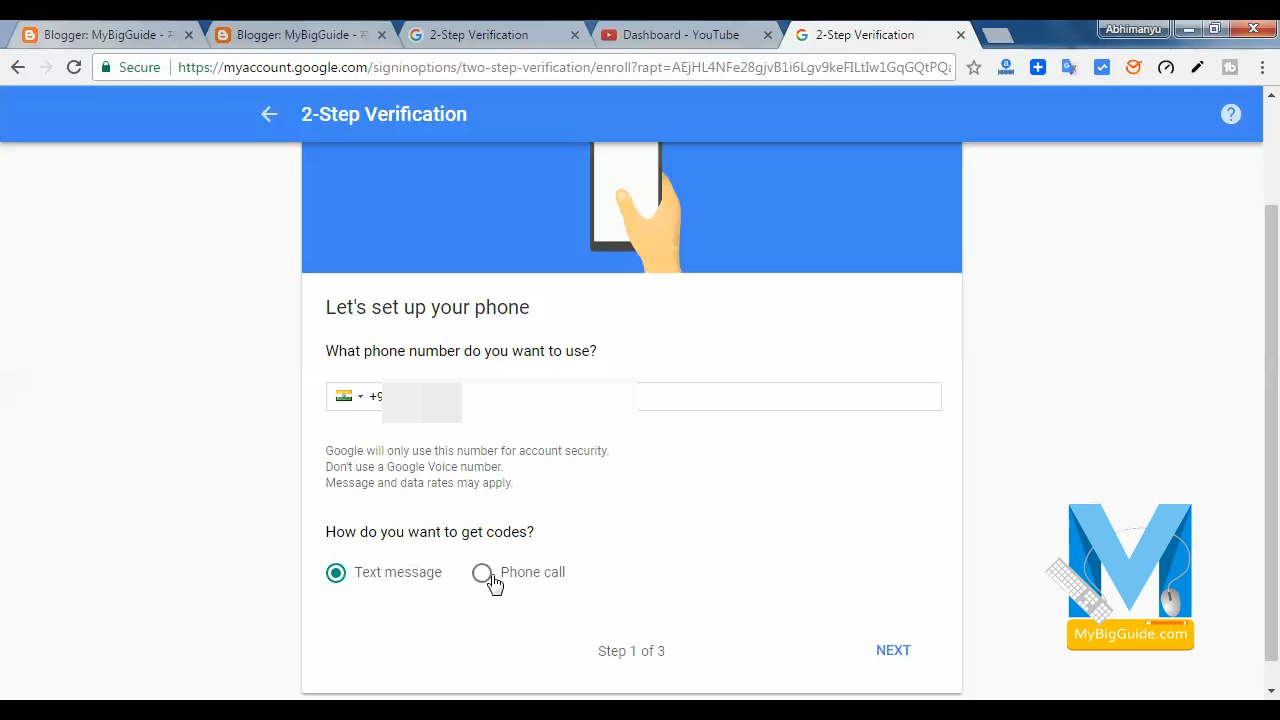 Blogger: MyBigGuide -
Blogger: MyBigGuide -
2-Step Verification
Dashboard - YouTube
2-Step Verification
Abhimanyu
Secure
https://myaccount.google.com/signinoptions/two-step-verification/enroll?rapt=
2-Step Verification
Let's set up your phone
What phone number do you want to use?
+9
Google will only use this number for account security.
Don't use a Google Voice number.
Message and data rates may apply.
How do you want to get codes?
Text message
Phone call
Step 1 of 3
NEXT
MyBigGuide.com